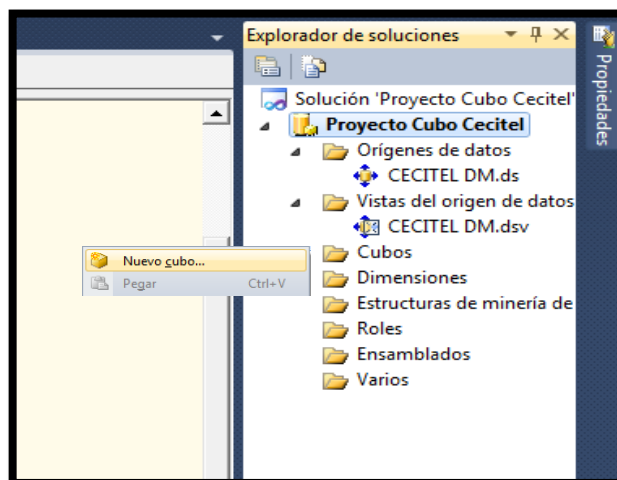 Explorador de soluciones
Propiedades
Solución 'Proyecto Cubo Cecitel'
Proyecto Cubo Cecitel
Orígenes de datos
CECITEL DM.ds
Vistas del origen de datos
CECITEL DM.dsv
Cubos
Dimensiones
Estructuras de minería de
Roles
Ensamblados
Varios
Nuevo cubo...
Pegar Ctrl+V